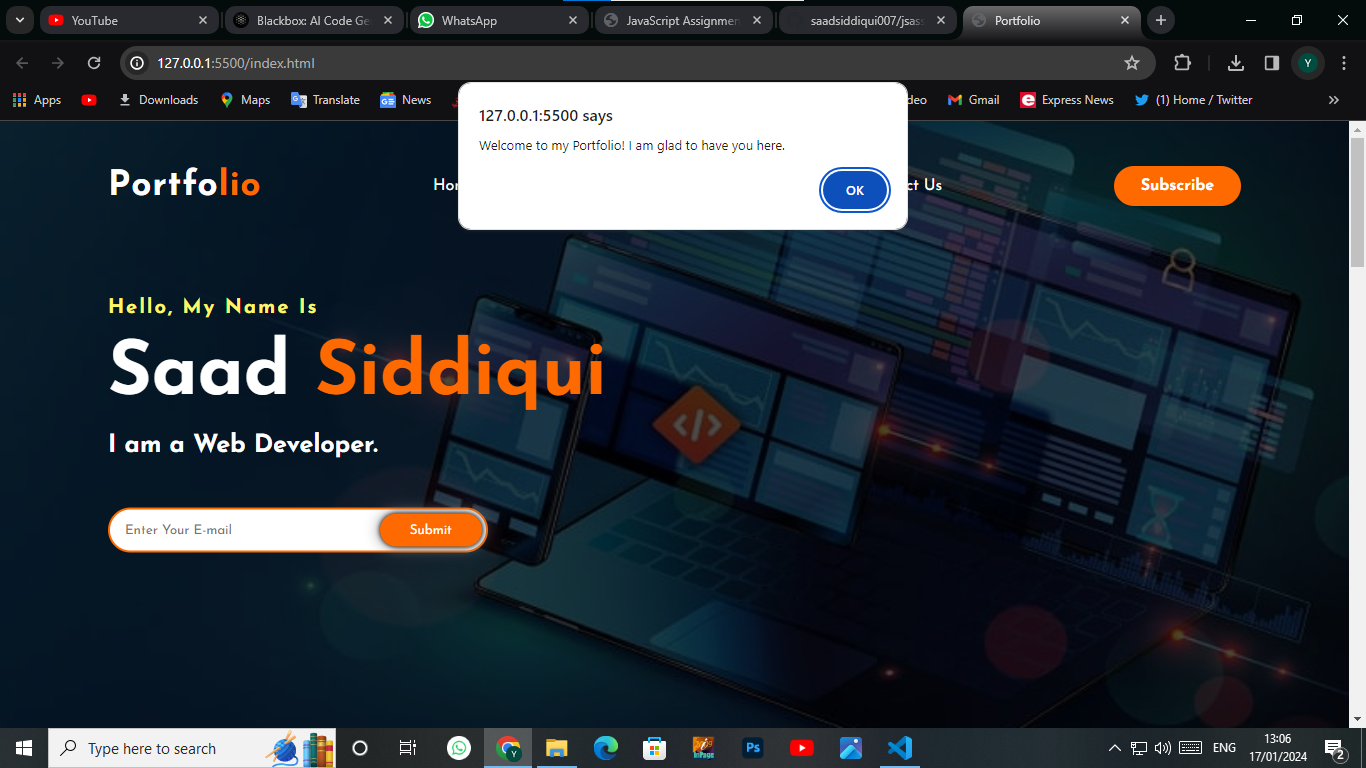 YouTube
Blackbox: AI Code Ge
WhatsApp
JavaScript Assignmen
saadsiddiqui007/jsas
Portfolio
127.0.0.1:5500/index.html
Y
Apps
Downloads
Maps
Translate
News
deo
Gmail
Express News
(1) Home / Twitter
127.0.0.1:5500 says
Welcome to my Portfolio! I am glad to have you here.
OK
Portfolio
Hor
ct Us
Subscribe
Hello, My Name Is
Saad Siddiqui
I am a Web Developer.
Enter Your E-mail
Submit
Type here to search
Y
InPage
Ps
ENG
13:06
17/01/2024
2